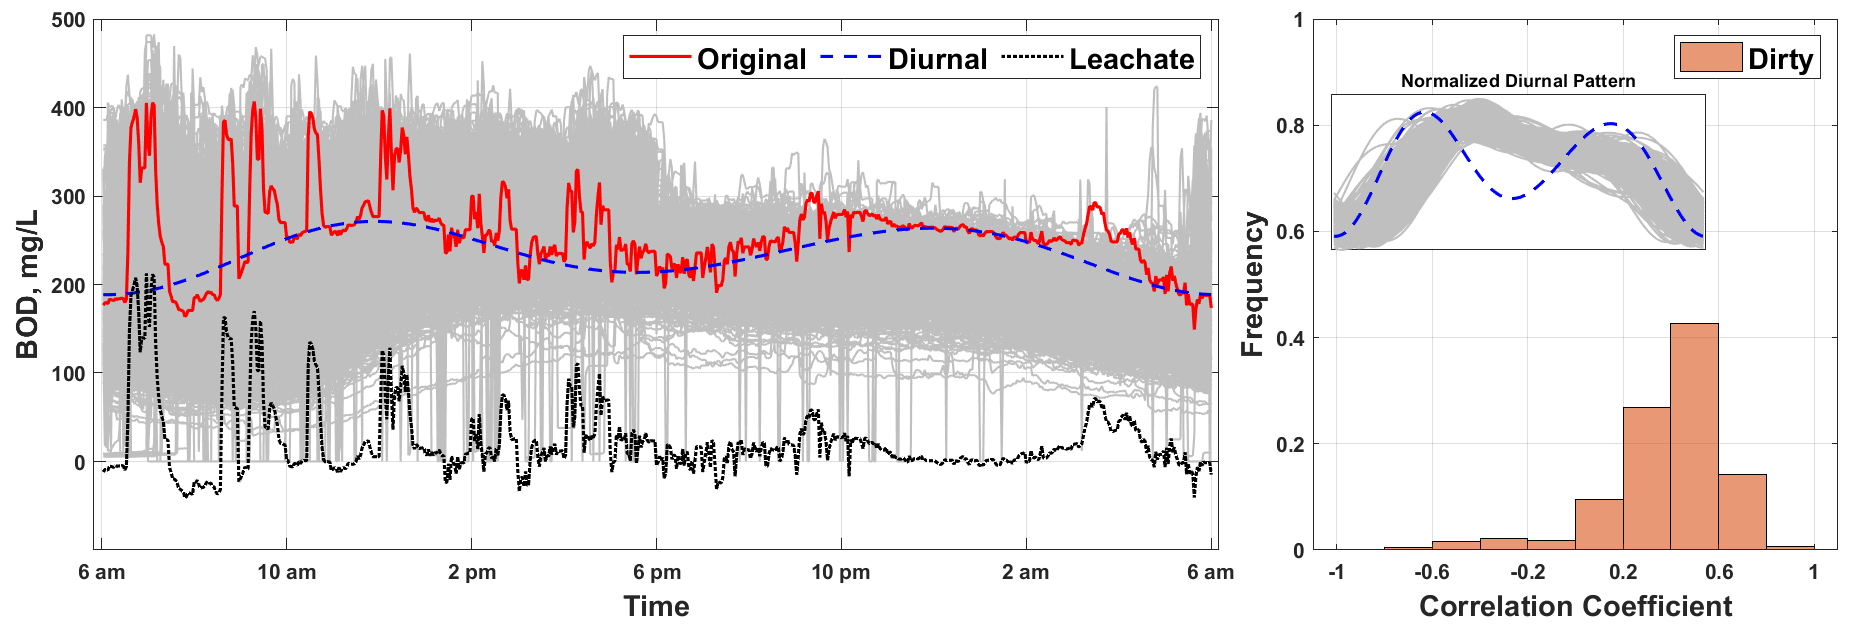 500
400
300
200
100
0
BOD, mg/L
Original
Diurnal
Leachate
6 am
10 am
2 pm
6 pm
10 pm
2 am
6 am
Time
1
0.8
0.6
0.4
0.2
0
Frequency
Dirty
Normalized Diurnal Pattern
-1
-0.6
-0.2
0.2
0.6
1
Correlation Coefficient